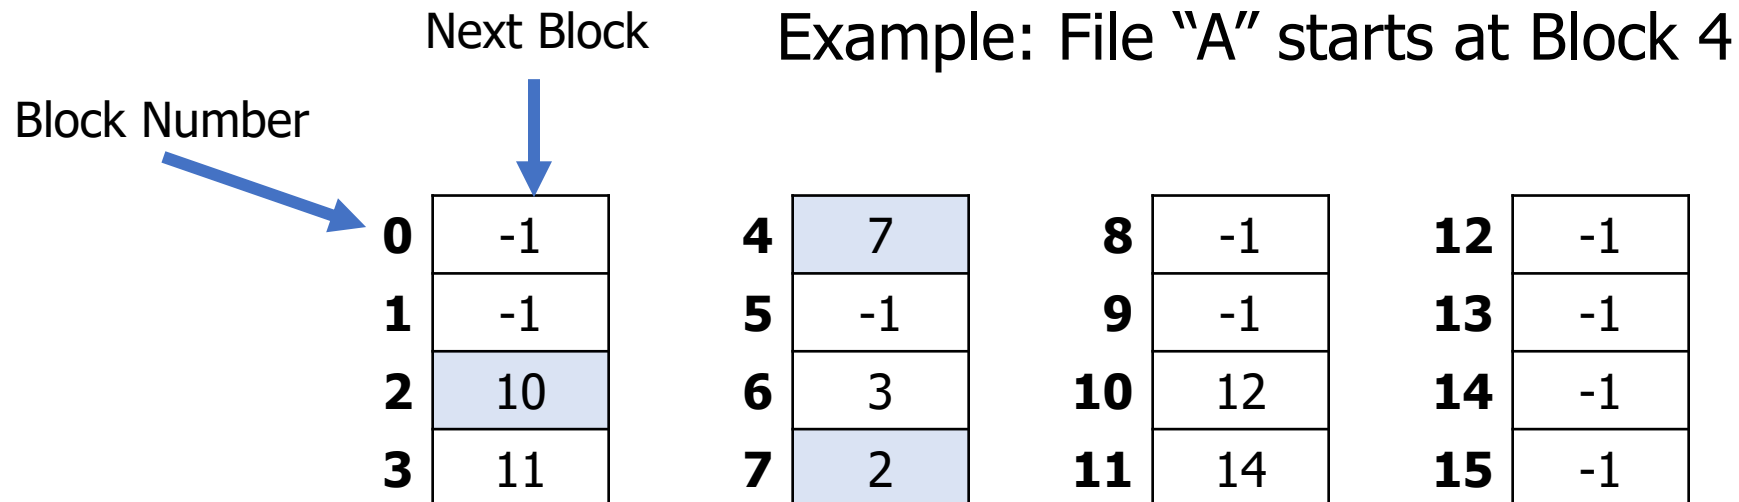 Next Block
Example: File “A” starts at Block 4
Block Number
0 -1 4 7 8 -1 12 -1
1 -1 5 -1 9 -1 13 -1
2 10 6 3 10 12 14 -1
3 11 7 2 11 14 15 -1